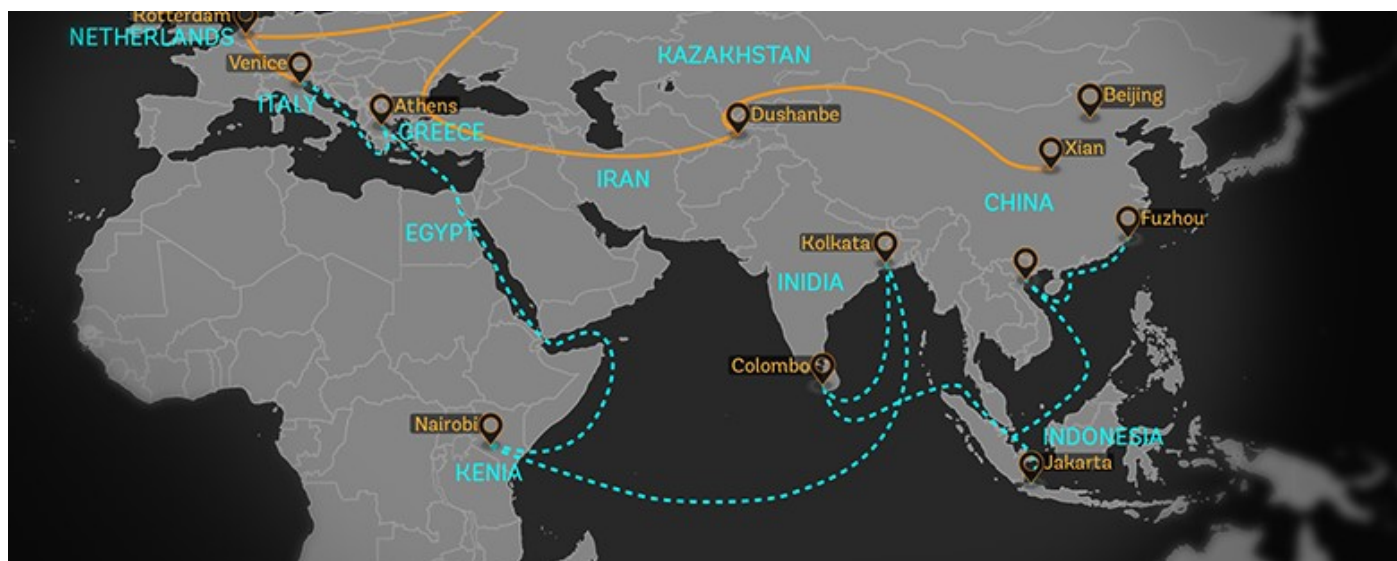 Rotterdam
NETHERLANDS
Venice
ITALY
Athens
GREECE
KAZAKHSTAN
Dushanbe
Beijing
Xian
IRAN
CHINA
EGYPT
Kolkata
Fuzhou
INIDIA
Colombo
Nairobi
KENIA
INDONESIA
Jakarta